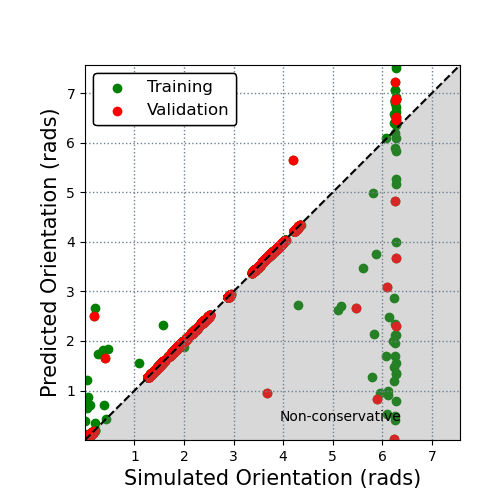 Training
Validation
Predicted Orientation (rads)
7
6
5
4
3
2
1
Non-conservative
1 2 3 4 5 6 7
Simulated Orientation (rads)